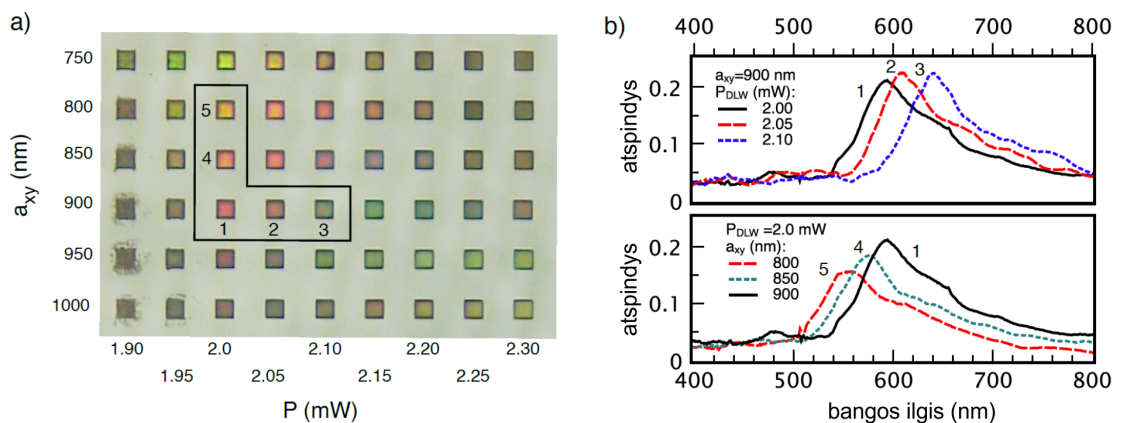 a)
750
800
850
900
950
1000
a_xy (nm)
5
4
1 2 3
1.90 2.0 2.10 2.20 2.30
1.95 2.05 2.15 2.25
P (mW)
b)
400 500 600 700 800
a_xy=900 nm
P_DLW (mW):
2.00
2.05
2.10
1 2 3
0.2
0.1
0
atspindys
P_DLW =2.0 mW
a_xy (nm):
800
850
900
5 4 1
0.2
0.1
0
atspindys
400 500 600 700 800
bangos ilgis (nm)